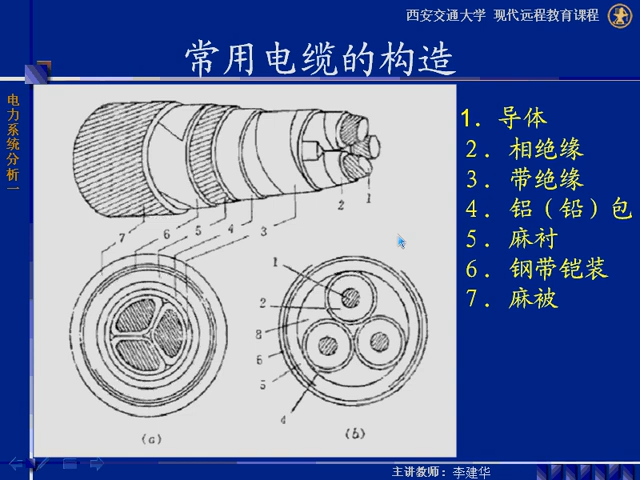 西安交通大学 现代远程教育课程
常用电缆的构造
电力系统分析一
1. 导体
2. 相绝缘
3. 带绝缘
4. 铝（铅）包
5. 麻衬
6. 钢带铠装
7. 麻被
7 6 5 4 3 2 1
1
2
8
6
5
4
(a) (b)
主讲教师：李建华